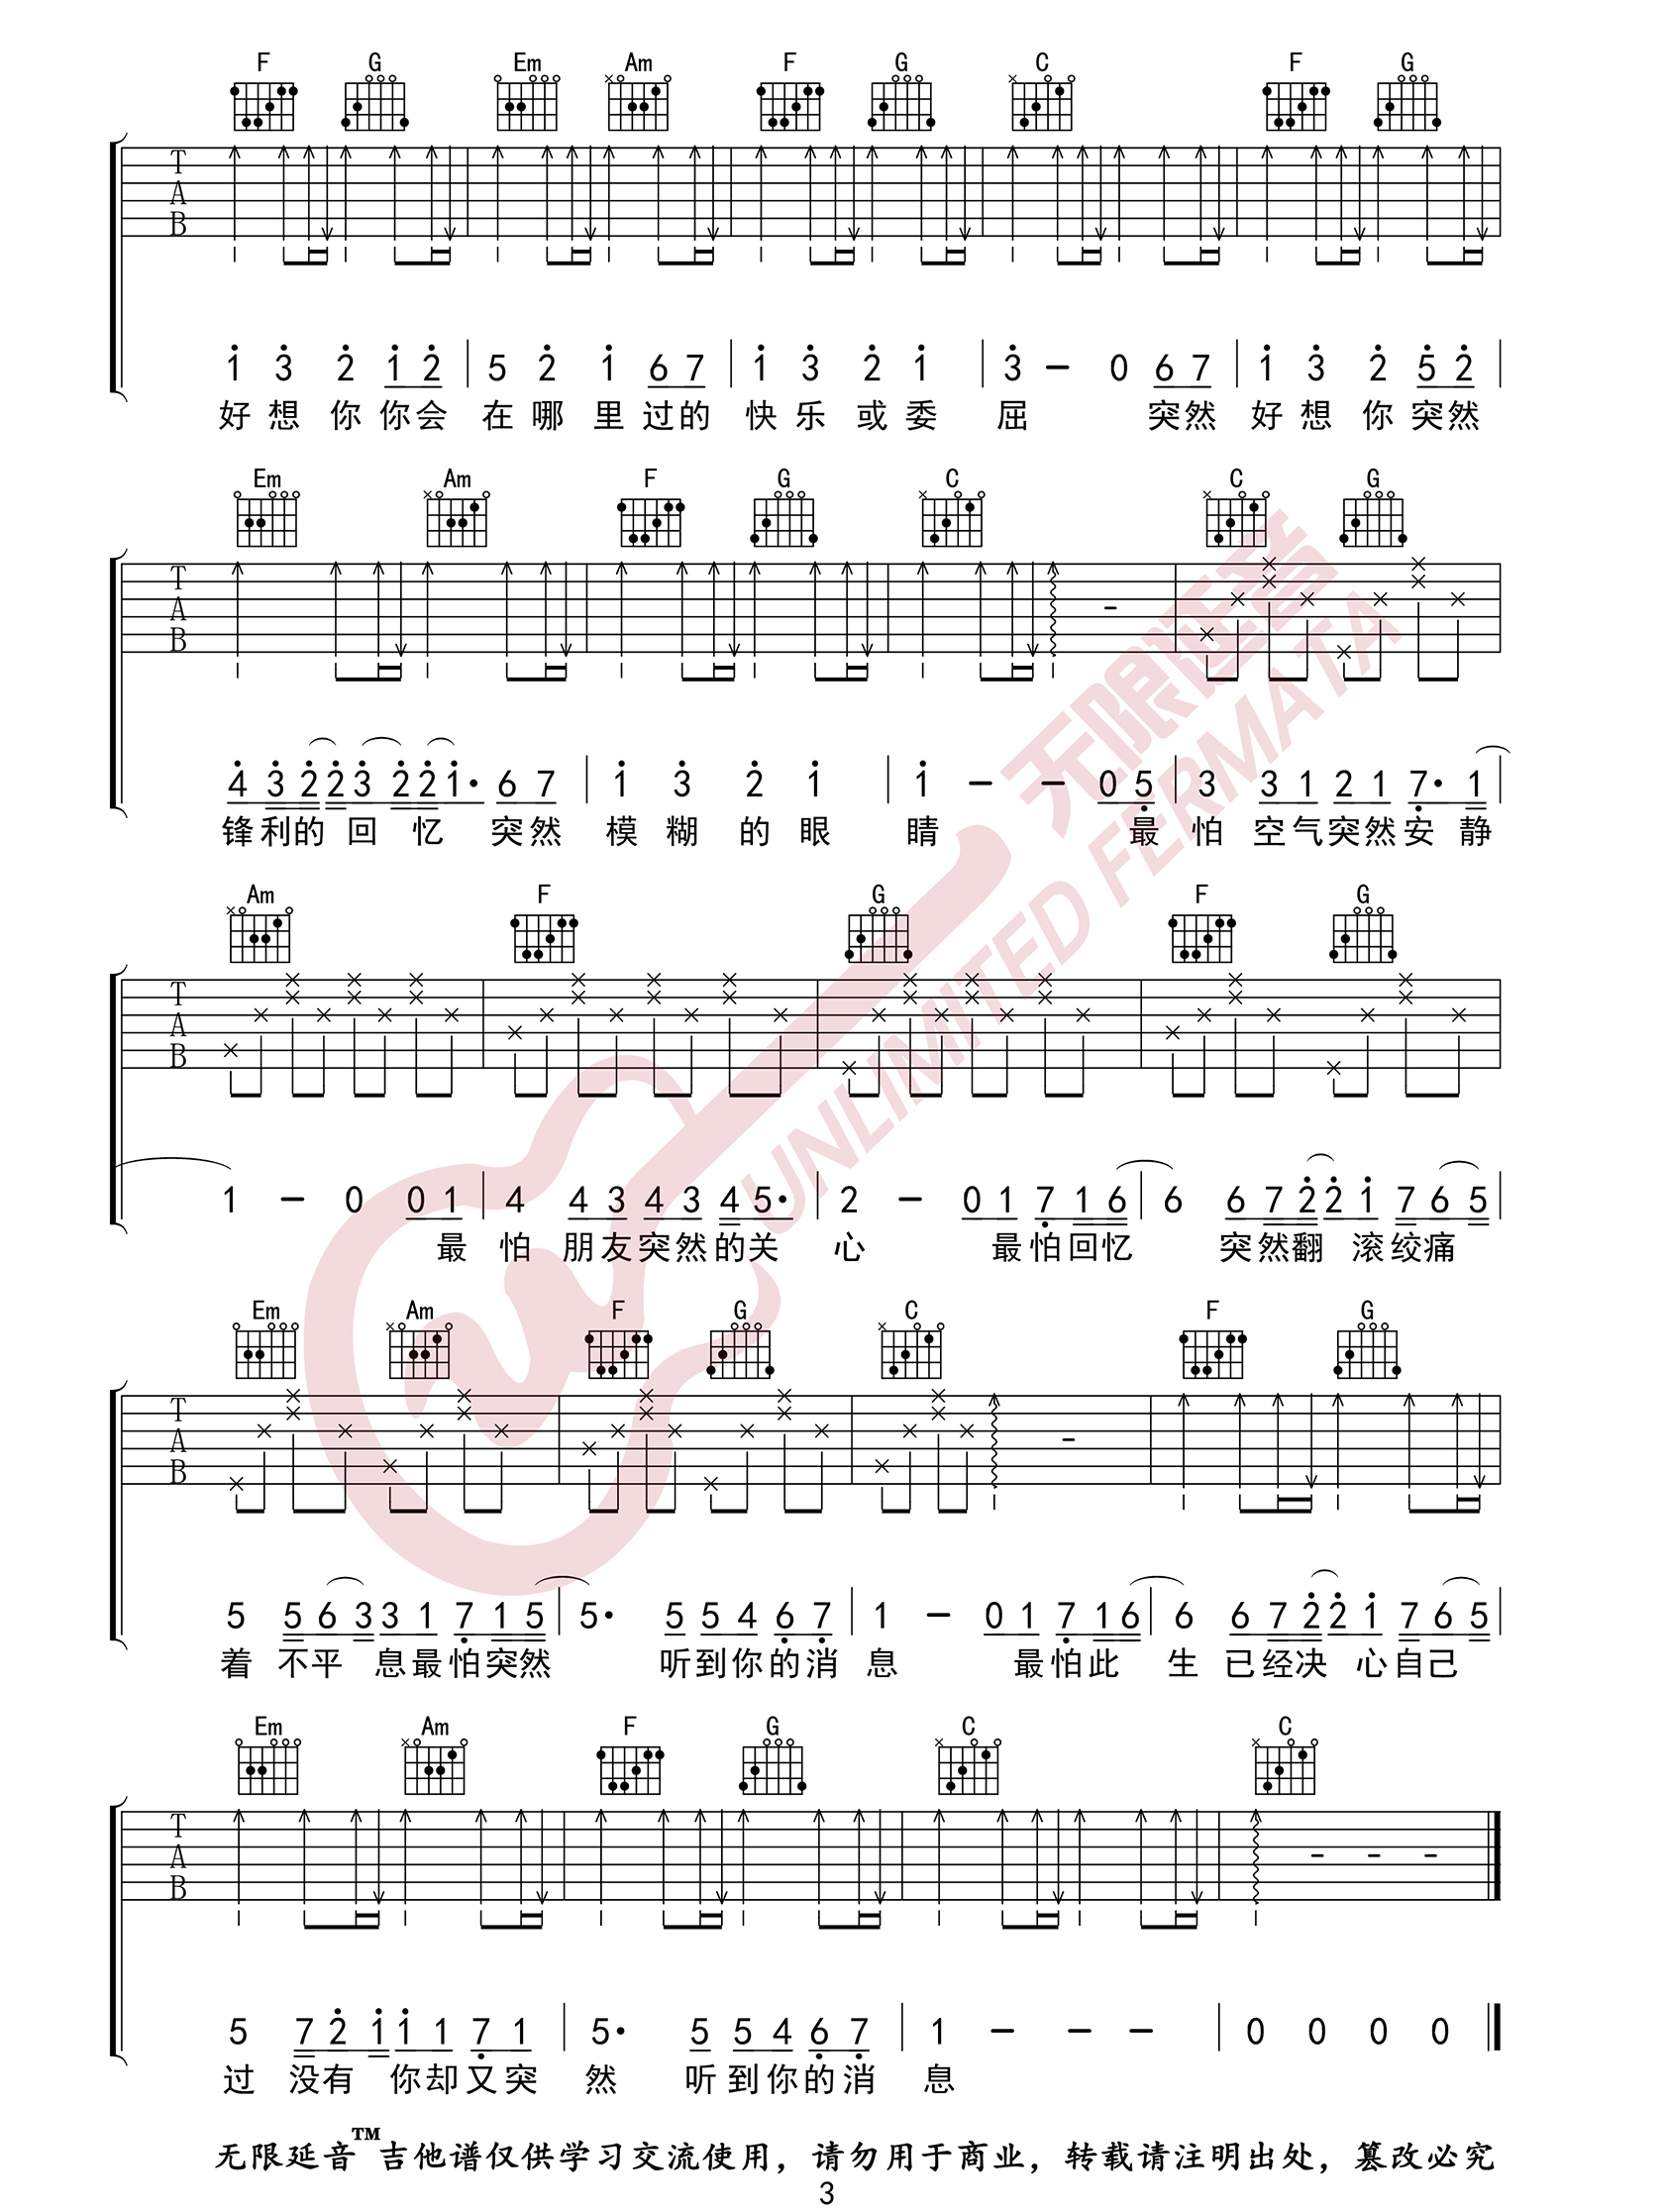 F G Em Am F G C F G
T
A
B
1 3 2 1 2 | 5 2 1 6 7 | 1 3 2 1 | 3 - 0 6 7 | 1 3 2 5 2 |
好 想 你 你会 在 哪 里 过的 快 乐 或 委 屈 突然 好 想 你 突然
Em Am F G C C G
T
A
B
4 3 2 2 3 2 2 1· 6 7 | 1 3 2 1 | 1 - - 0 5 | 3 3 1 2 1 7· 1 |
锋利的 回 忆 突然 模 糊 的 眼 睛 最 怕 空气突然安 静
Am F G F G
T
A
B
1 - 0 0 1 | 4 4 3 4 3 4 5· | 2 - 0 1 7 1 6 | 6 6 7 2 2 1 7 6 5 |
最 怕 朋友突然的关 心 最怕回忆 突然翻 滚绞痛
Em Am F G C F G
T
A
B
5 5 6 3 3 1 7 1 5 | 5· 5 5 4 6 7 | 1 - 0 1 7 1 6 | 6 6 7 2 2 1 7 6 5 |
着 不平 息最怕突然 听到你的消 息 最怕此 生 已经决 心自己
Em Am F G C C
T
A
B
5 7 2 1 1 1 7 1 | 5· 5 5 4 6 7 | 1 - - - | 0 0 0 0
过 没有 你却又突 然 听到你的消 息
无限延音
UNLIMITED FERMATA
无限延音™吉他谱仅供学习交流使用，请勿用于商业，转载请注明出处，篡改必究
3